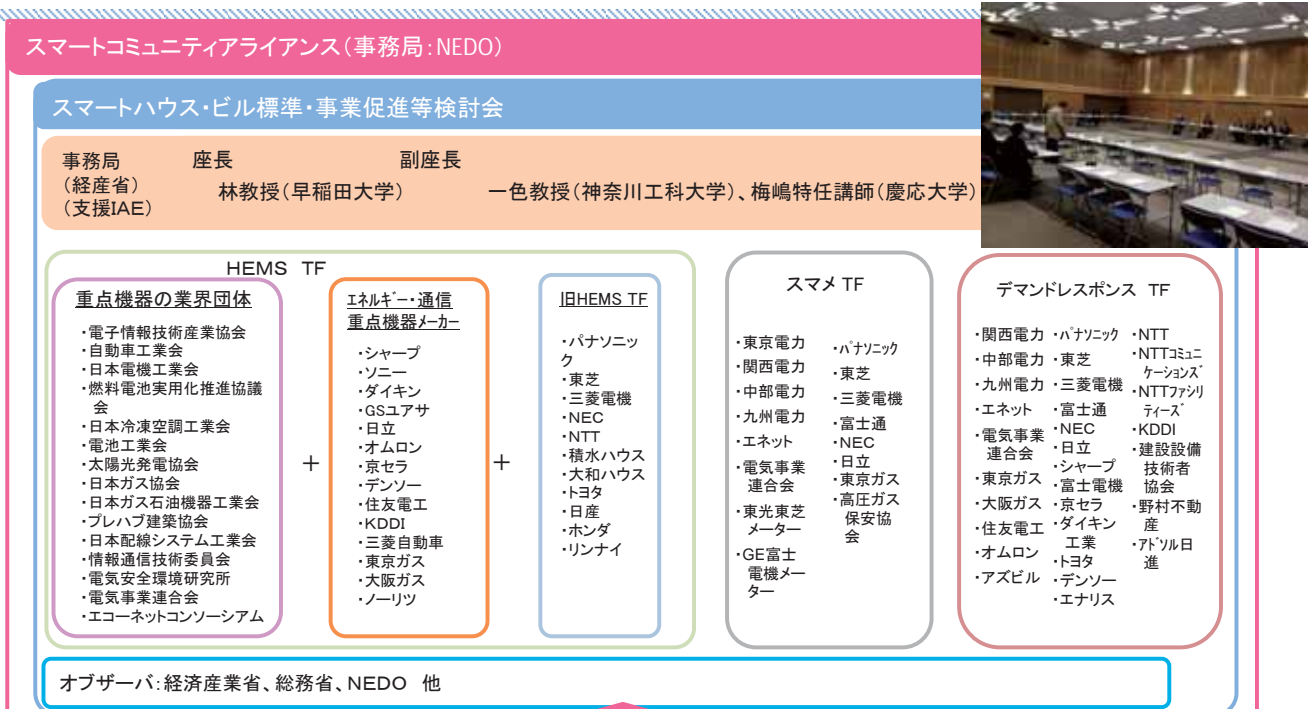 スマートコミュニティアライアンス（事務局：NEDO）
スマートハウス・ビル標準・事業促進等検討会
事務局
（経産省）
（支援IAE）
座長
林教授（早稲田大学）
副座長
一色教授（神奈川工科大学）、梅嶋特任講師（慶応大学）
HEMS TF
重点機器の業界団体
・電子情報技術産業協会
・自動車工業会
・日本電機工業会
・燃料電池実用化推進協議
会
・日本冷凍空調工業会
・電池工業会
・太陽光発電協会
・日本ガス協会
・日本ガス石油機器工業会
・プレハブ建築協会
・日本配線システム工業会
・情報通信技術委員会
・電気安全環境研究所
・電気事業連合会
・エコーネットコンソーシアム
＋
エネルギー・通信
重点機器メーカー
・シャープ
・ソニー
・ダイキン
・GSユアサ
・日立
・オムロン
・京セラ
・デンソー
・住友電工
・KDDI
・三菱自動車
・東京ガス
・大阪ガス
・ノーリツ
＋
旧HEMS TF
・パナソニッ
ク
・東芝
・三菱電機
・NEC
・NTT
・積水ハウス
・大和ハウス
・トヨタ
・日産
・ホンダ
・リンナイ
スマメ TF
・東京電力
・関西電力
・中部電力
・九州電力
・エネット
・電気事業
連合会
・東光東芝
メーター
・GE富士
電機メー
ター
・パナソニック
・東芝
・三菱電機
・富士通
・NEC
・日立
・東京ガス
・高圧ガス
保安協
会
デマンドレスポンス TF
・関西電力
・中部電力
・九州電力
・エネット
・電気事業
連合会
・東京ガス
・大阪ガス
・住友電工
・オムロン
・アズビル
・パナソニック
・東芝
・三菱電機
・富士通
・NEC
・日立
・シャープ
・富士電機
・京セラ
・ダイキン
工業
・トヨタ
・デンソー
・エナリス
・NTT
・NTTコミュニ
ケーションズ
・NTTファシリ
ティーズ
・KDDI
・建設設備
技術者
協会
・野村不動
産
・アドソル日
進
オブザーバ：経済産業省、総務省、NEDO 他